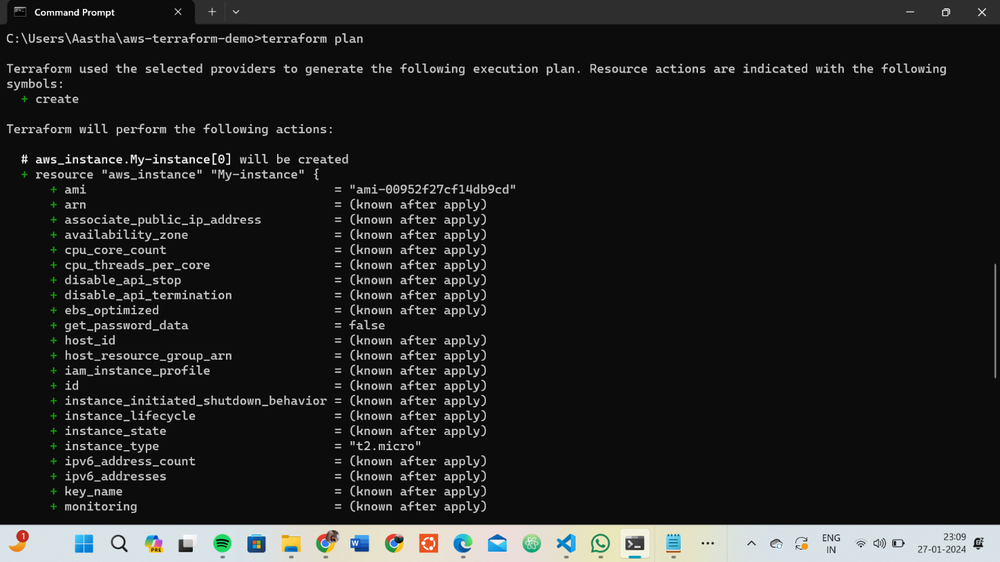 Command Prompt
C:\Users\Aastha\aws-terraform-demo>terraform plan
Terraform used the selected providers to generate the following execution plan. Resource actions are indicated with the following
symbols:
+ create
Terraform will perform the following actions:
# aws_instance.My-instance[0] will be created
+ resource "aws_instance" "My-instance" {
+ ami = "ami-00952f27cf14db9cd"
+ arn = (known after apply)
+ associate_public_ip_address = (known after apply)
+ availability_zone = (known after apply)
+ cpu_core_count = (known after apply)
+ cpu_threads_per_core = (known after apply)
+ disable_api_stop = (known after apply)
+ disable_api_termination = (known after apply)
+ ebs_optimized = (known after apply)
+ get_password_data = false
+ host_id = (known after apply)
+ host_resource_group_arn = (known after apply)
+ iam_instance_profile = (known after apply)
+ id = (known after apply)
+ instance_initiated_shutdown_behavior = (known after apply)
+ instance_lifecycle = (known after apply)
+ instance_state = (known after apply)
+ instance_type = "t2.micro"
+ ipv6_address_count = (known after apply)
+ ipv6_addresses = (known after apply)
+ key_name = (known after apply)
+ monitoring = (known after apply)
1
PRE
ENG
IN
23:09
27-01-2024